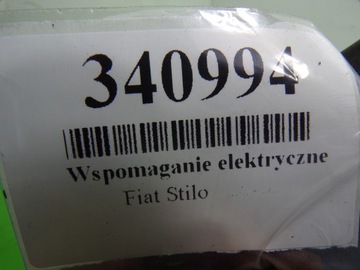 340994
Wspomaganie elektryczne
Fiat Stilo